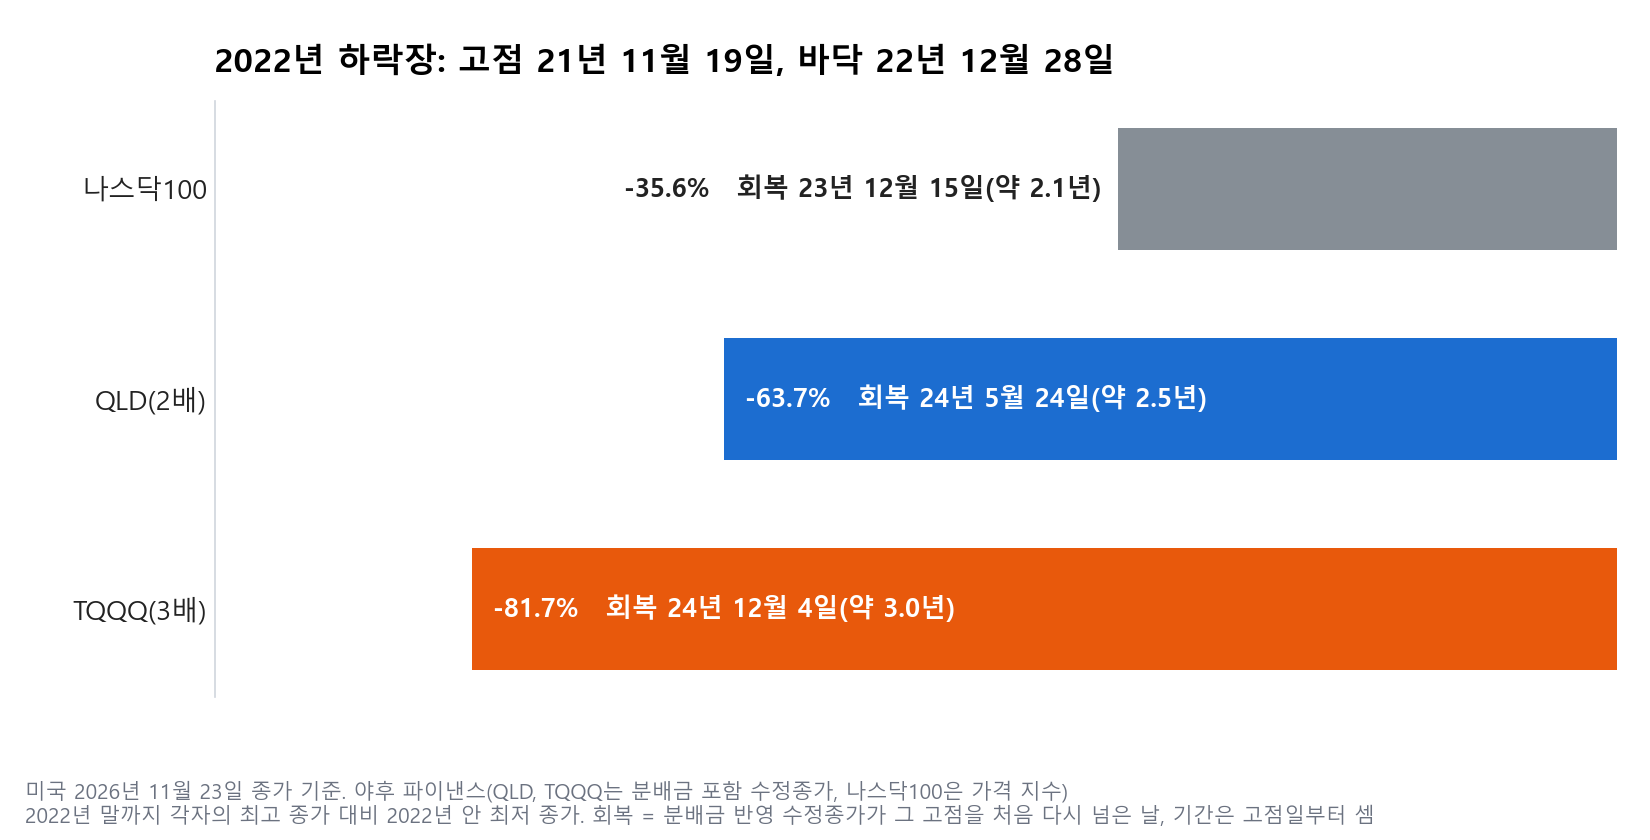 2022년 하락장: 고점 21년 11월 19일, 바닥 22년 12월 28일
나스닥100
-35.6% 회복 23년 12월 15일(약 2.1년)
QLD(2배)
-63.7% 회복 24년 5월 24일(약 2.5년)
TQQQ(3배)
-81.7% 회복 24년 12월 4일(약 3.0년)
미국 2026년 11월 23일 종가 기준. 야후 파이낸스(QLD, TQQQ는 분배금 포함 수정종가, 나스닥100은 가격 지수)
2022년 말까지 각자의 최고 종가 대비 2022년 안 최저 종가. 회복 = 분배금 반영 수정종가가 그 고점을 처음 다시 넘은 날, 기간은 고점일부터 셈